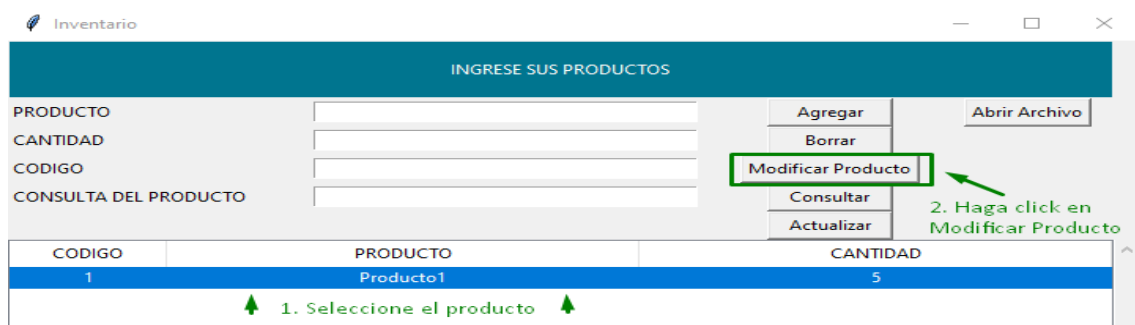 Inventario
INGRESE SUS PRODUCTOS
PRODUCTO Agregar Abrir Archivo
CANTIDAD Borrar
CODIGO Modificar Producto
CONSULTA DEL PRODUCTO Consultar
2. Haga click en
Actualizar Modificar Producto
CODIGO PRODUCTO CANTIDAD
1 Producto1 5
1. Seleccione el producto